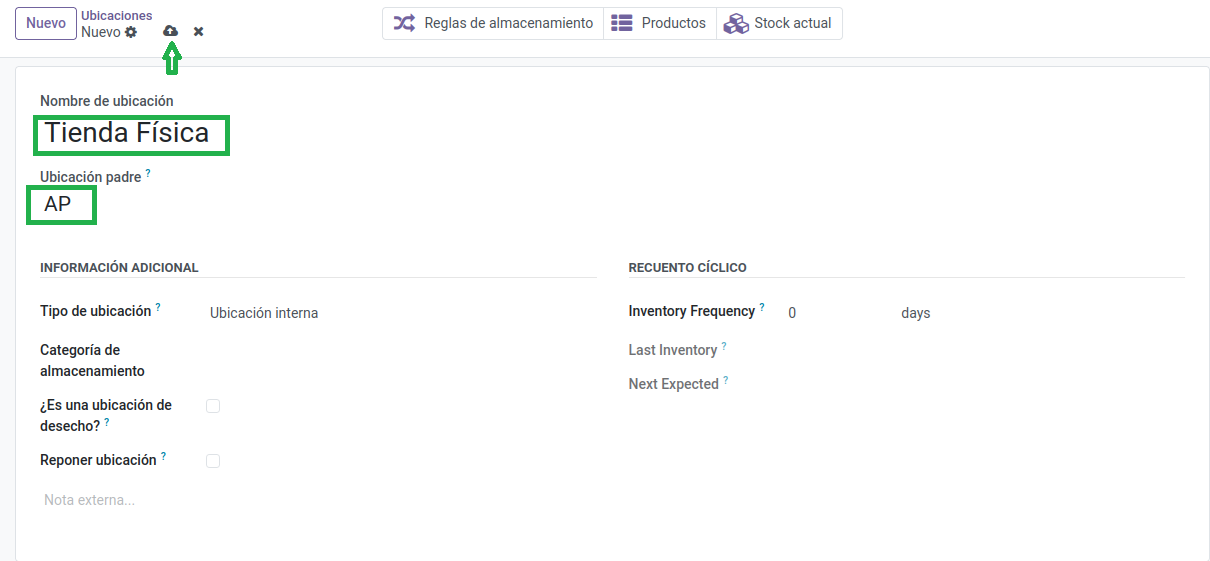 Nuevo
Ubicaciones
Nuevo
Reglas de almacenamiento
Productos
Stock actual
Nombre de ubicación
Tienda Física
Ubicación padre ?
AP
INFORMACIÓN ADICIONAL
Tipo de ubicación ? Ubicación interna
Categoría de
almacenamiento
¿Es una ubicación de
desecho? ?
Reponer ubicación ?
Nota externa...
RECUENTO CÍCLICO
Inventory Frequency ? 0 days
Last Inventory ?
Next Expected ?